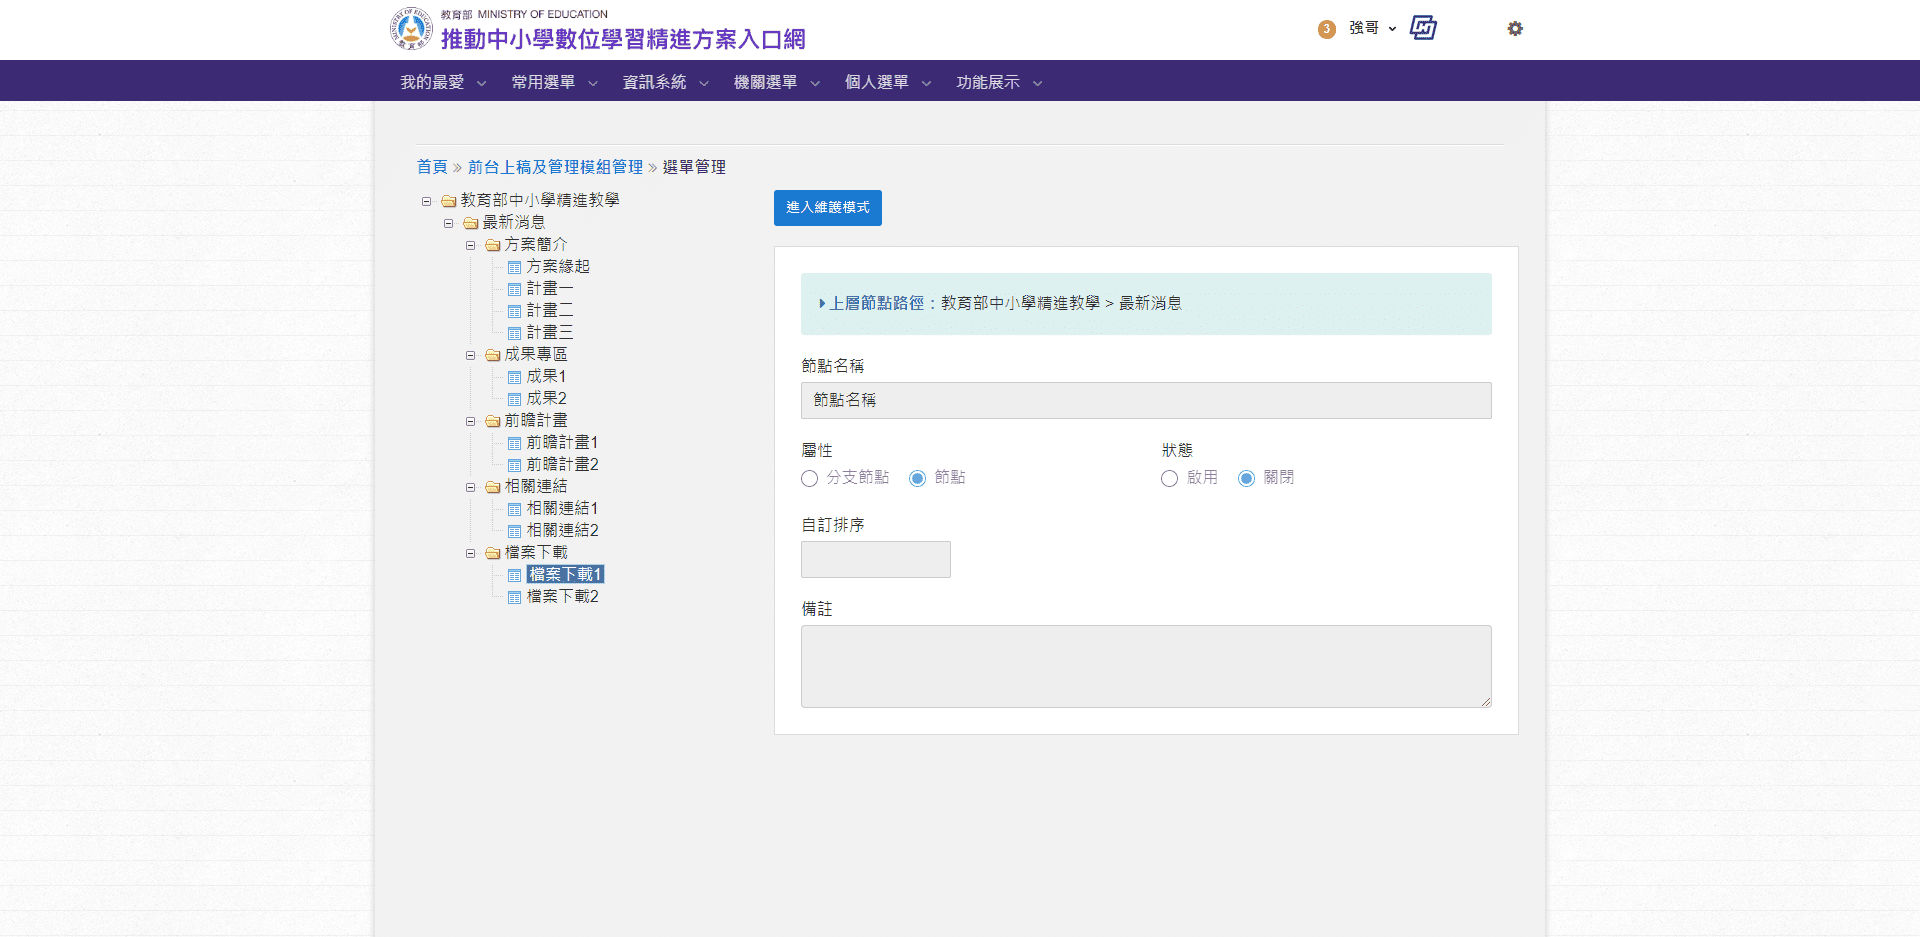 教育部 MINISTRY OF EDUCATION
推動中小學數位學習精進方案入口網
3 強哥
我的最愛 常用選單 資訊系統 機關選單 個人選單 功能展示
首頁 » 前台上稿及管理模組管理 » 選單管理
教育部中小學精進教學
最新消息
方案簡介
方案緣起
計畫一
計畫二
計畫三
成果專區
成果1
成果2
前瞻計畫
前瞻計畫1
前瞻計畫2
相關連結
相關連結1
相關連結2
檔案下載
檔案下載1
檔案下載2
進入維護模式
上層節點路徑：教育部中小學精進教學 > 最新消息
節點名稱
節點名稱
屬性 狀態
分支節點 節點 啟用 關閉
自訂排序
備註